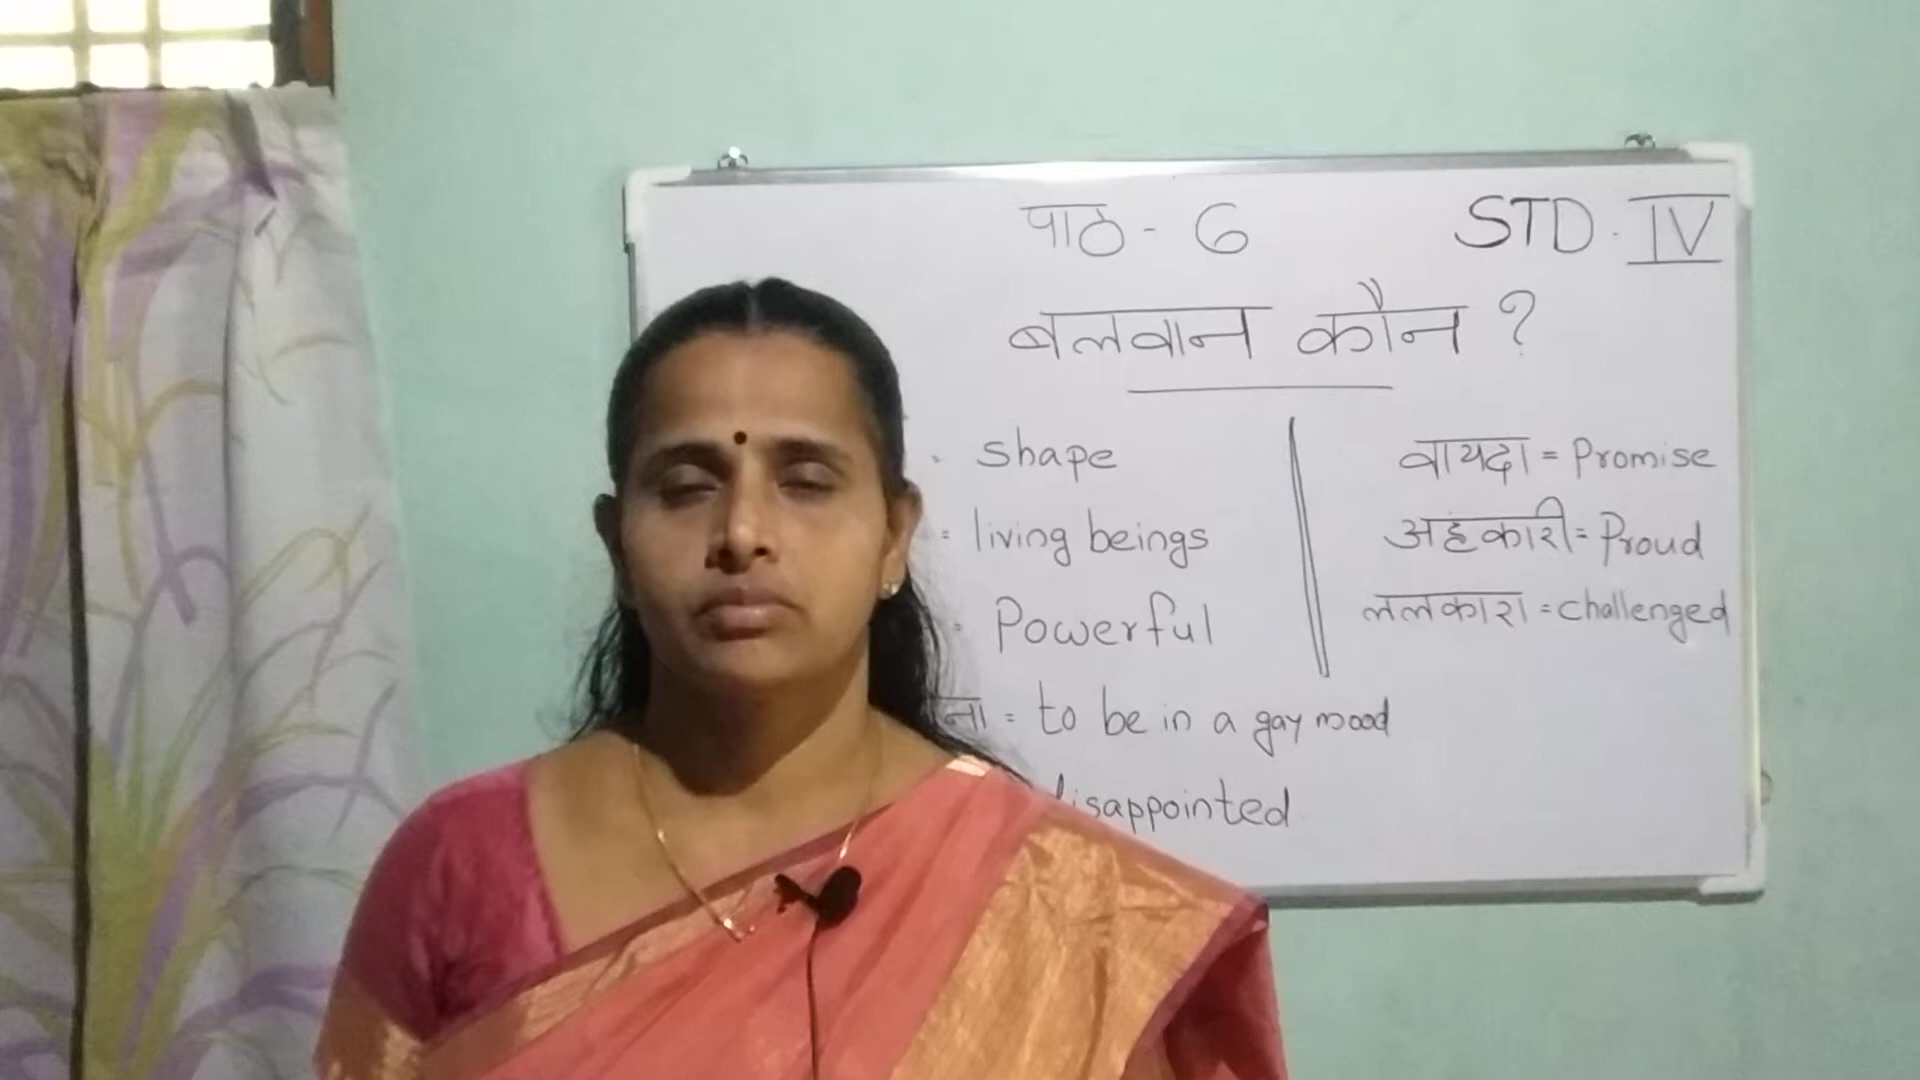 पाठ - 6 STD. IV
बलवान कौन ?
= shape
= living beings
= Powerful
ना = to be in a gay mood
disappointed
वायदा = Promise
अहंकारी = Proud
ललकारा = challenged